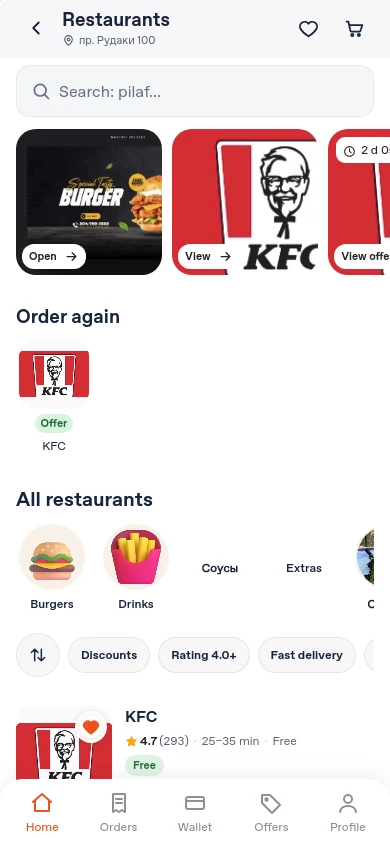 Restaurants
пр. Рудаки 100
Search: pilaf...
Special Taste
BURGER
Open
KFC
View
2 d 0
View offe
Order again
KFC
Offer
KFC
All restaurants
Соусы
Extras
Burgers
Drinks
C
Discounts
Rating 4.0+
Fast delivery
KFC
4.7 (293) · 25–35 min · Free
Free
KFC
Home
Orders
Wallet
Offers
Profile